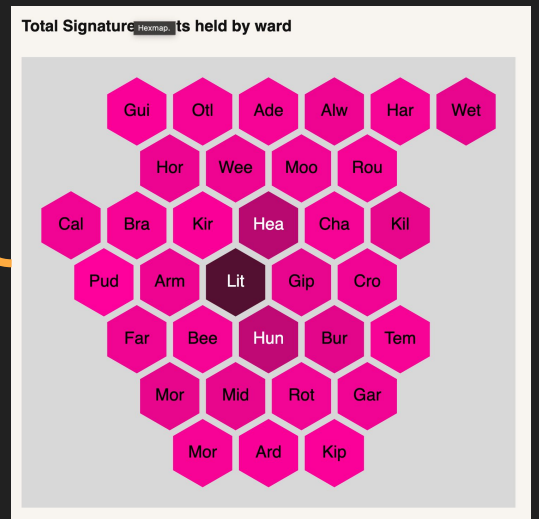 Total Signature ts held by ward
Hexmap.
Gui Otl Ade Alw Har Wet
Hor Wee Moo Rou
Cal Bra Kir Hea Cha Kil
Pud Arm Lit Gip Cro
Far Bee Hun Bur Tem
Mor Mid Rot Gar
Mor Ard Kip